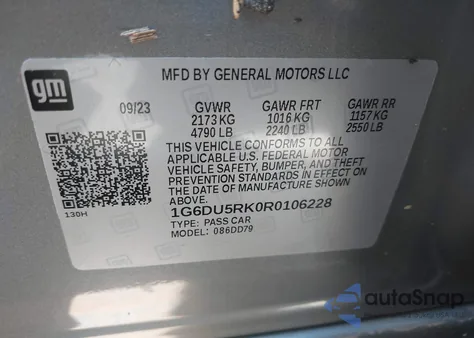 gm
MFD BY GENERAL MOTORS LLC
09/23 GVWR GAWR FRT GAWR RR
2173 KG 1016 KG 1157 KG
4790 LB 2240 LB 2550 LB
THIS VEHICLE CONFORMS TO ALL
APPLICABLE U.S. FEDERAL MOTOR
VEHICLE SAFETY, BUMPER, AND THEFT
PREVENTION STANDARDS IN EFFECT ON
THE DATE OF MANUFACTURE SHOWN
ABOVE.
130H
1G6DU5RK0R0106228
TYPE: PASS CAR
MODEL: 086DD79
autoSnap